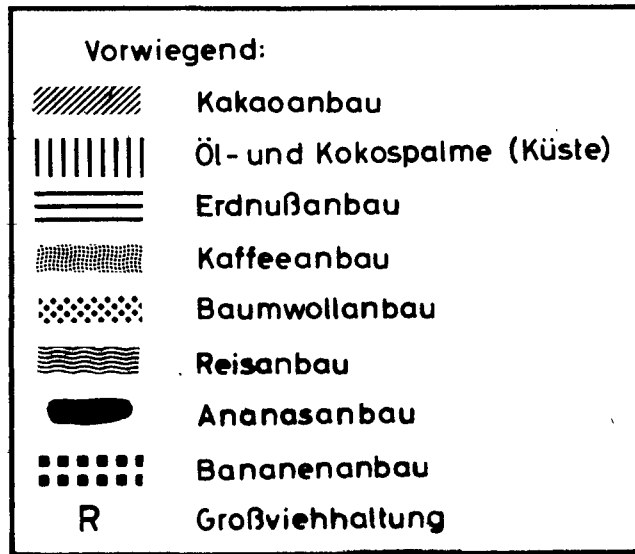 Vorwiegend:
Kakaoanbau
Öl- und Kokospalme (Küste)
Erdnußanbau
Kaffeeanbau
Baumwollanbau
Reisanbau
Ananasanbau
Bananenanbau
R Großviehhaltung